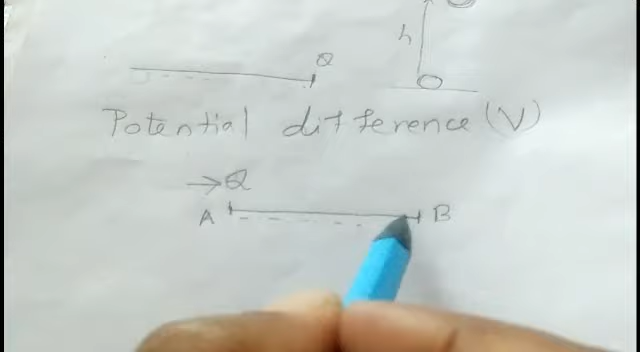 h
Q
Potential difference (V)
→Q
A B